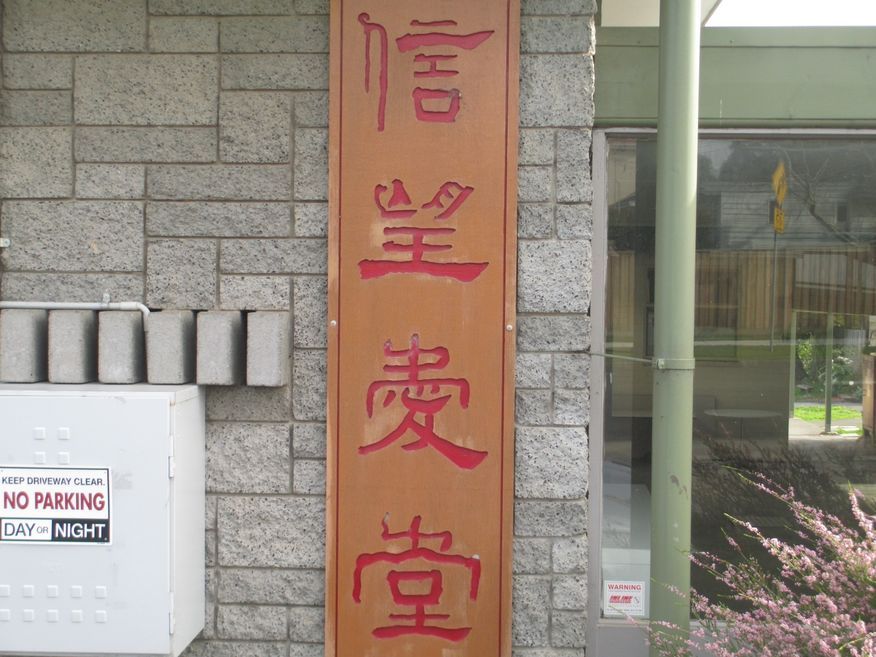 信
望
愛
堂
KEEP DRIVEWAY CLEAR.
NO PARKING
DAY OR NIGHT
WARNING